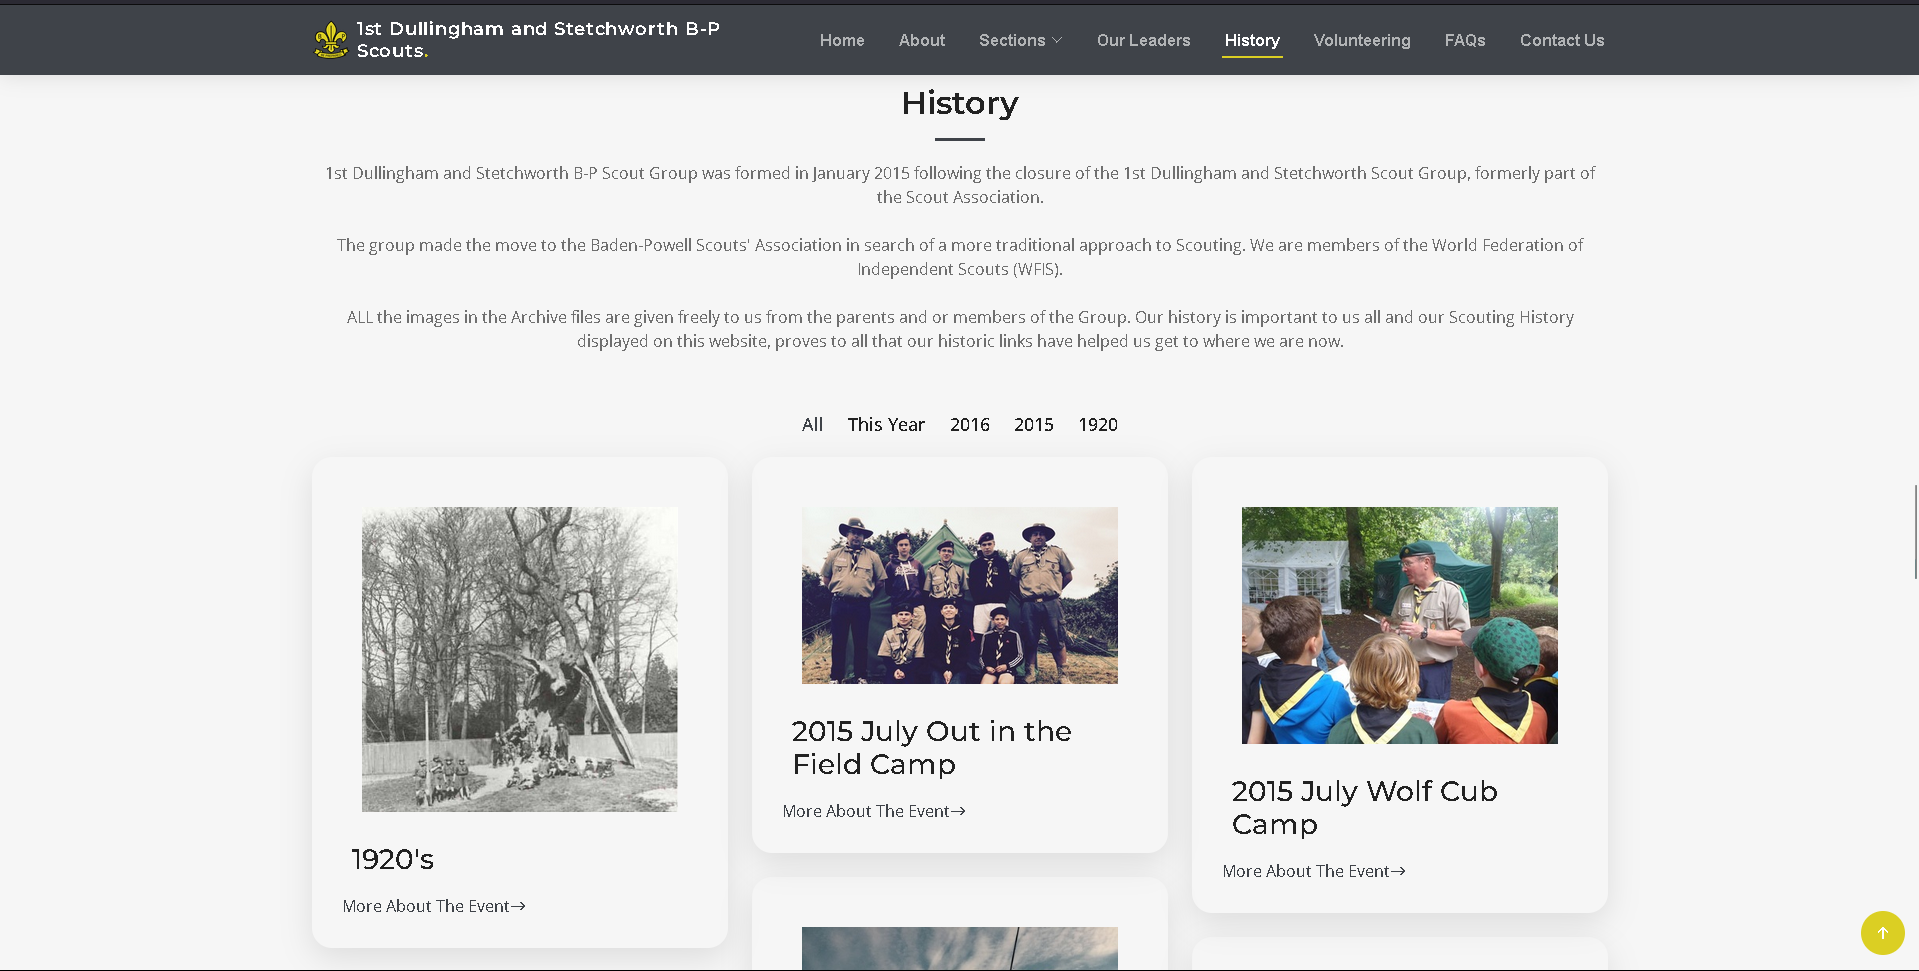 1st Dullingham and Stetchworth B-P
Scouts.
Home About Sections Our Leaders History Volunteering FAQs Contact Us
History
1st Dullingham and Stetchworth B-P Scout Group was formed in January 2015 following the closure of the 1st Dullingham and Stetchworth Scout Group, formerly part of
the Scout Association.
The group made the move to the Baden-Powell Scouts' Association in search of a more traditional approach to Scouting. We are members of the World Federation of
Independent Scouts (WFIS).
ALL the images in the Archive files are given freely to us from the parents and or members of the Group. Our history is important to us all and our Scouting History
displayed on this website, proves to all that our historic links have helped us get to where we are now.
All This Year 2016 2015 1920
1920's
More About The Event→
2015 July Out in the
Field Camp
More About The Event→
2015 July Wolf Cub
Camp
More About The Event→